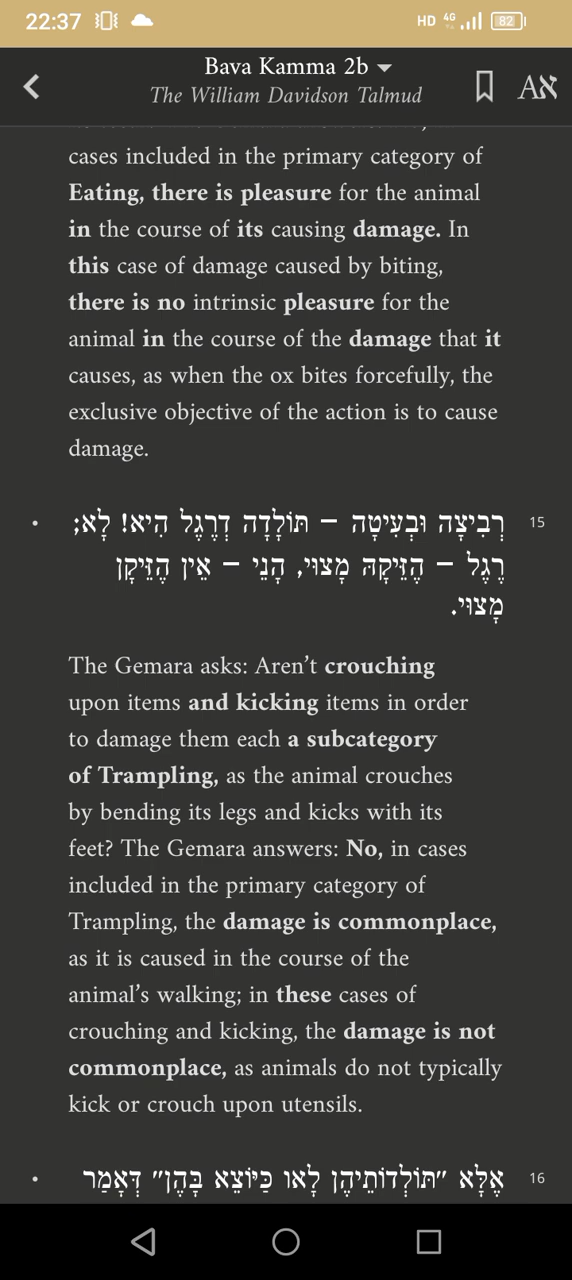 22:37
HD 4G 82
Bava Kamma 2b
The William Davidson Talmud
Aא
cases included in the primary category of
Eating, there is pleasure for the animal
in the course of its causing damage. In
this case of damage caused by biting,
there is no intrinsic pleasure for the
animal in the course of the damage that it
causes, as when the ox bites forcefully, the
exclusive objective of the action is to cause
damage.
15
רְבִיצָה וּבְעִיטָה – תּוֹלָדָה דְרֶגֶל הִיא! לָא;
רֶגֶל – הֶזֵּיקָהּ מָצוּי, הָנֵי – אֵין הֶזֵּיקָן
מָצוּי.
The Gemara asks: Aren’t crouching
upon items and kicking items in order
to damage them each a subcategory
of Trampling, as the animal crouches
by bending its legs and kicks with its
feet? The Gemara answers: No, in cases
included in the primary category of
Trampling, the damage is commonplace,
as it is caused in the course of the
animal’s walking; in these cases of
crouching and kicking, the damage is not
commonplace, as animals do not typically
kick or crouch upon utensils.
16
אֶלָּא ״תּוֹלְדוֹתֵיהֶן לָאו כַּיּוֹצֵא בָּהֶן״ דְּאָמַר